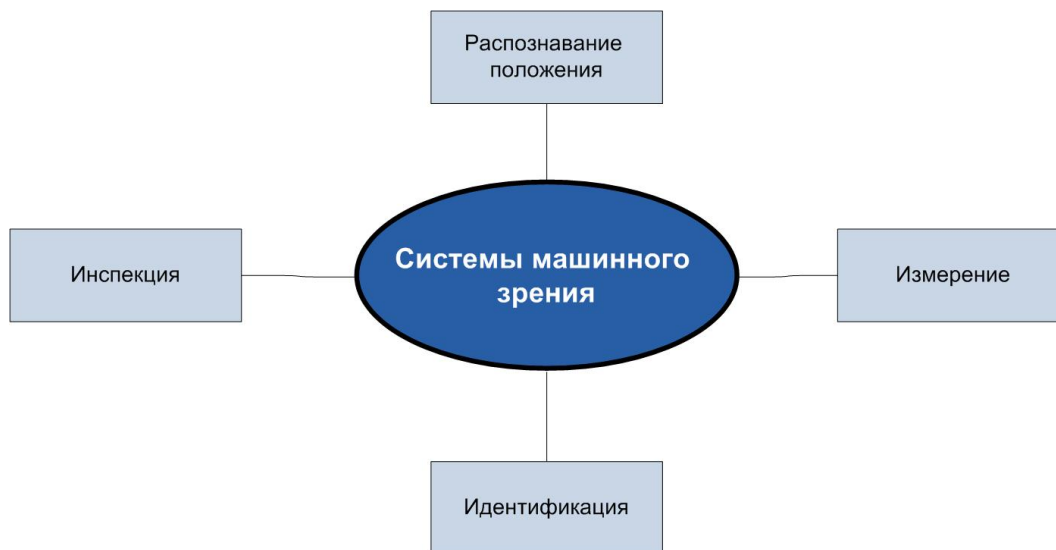 Распознавание
положения
Инспекция
Системы машинного
зрения
Измерение
Идентификация